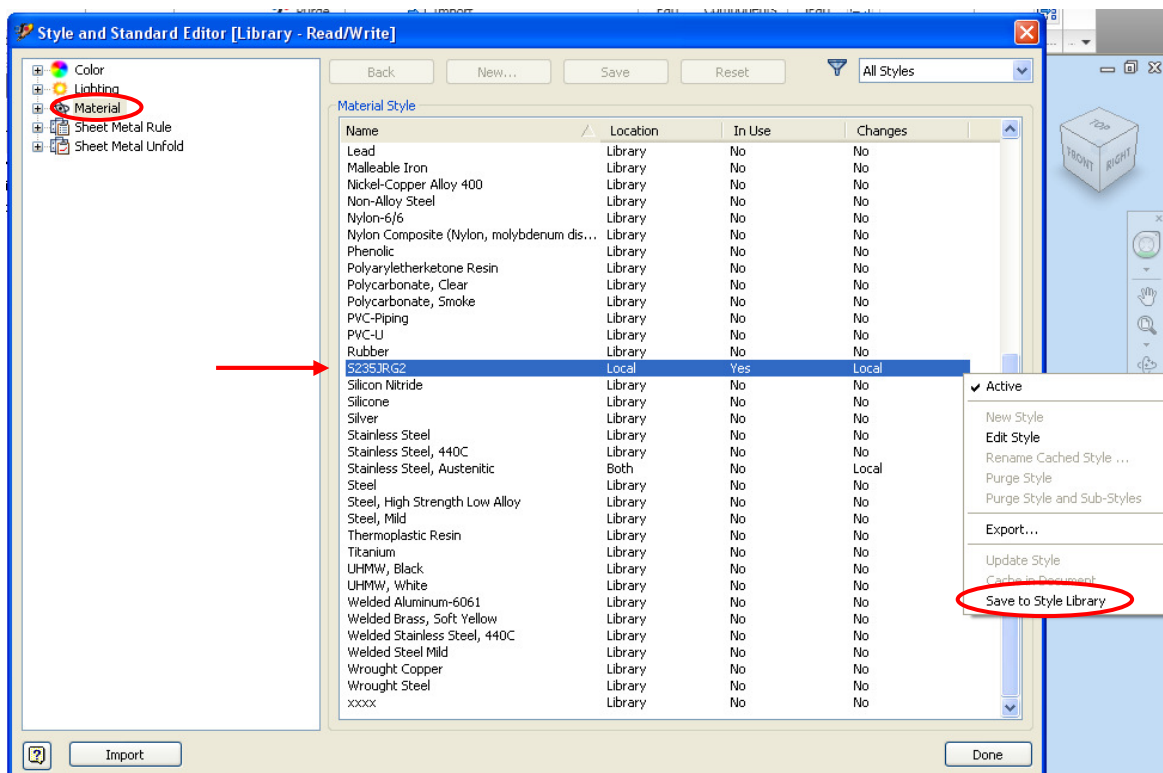 Style and Standard Editor [Library - Read/Write]
Color
Lighting
Material
Sheet Metal Rule
Sheet Metal Unfold
Back New... Save Reset All Styles
Material Style
Name Location In Use Changes
Lead Library No No
Malleable Iron Library No No
Nickel-Copper Alloy 400 Library No No
Non-Alloy Steel Library No No
Nylon-6/6 Library No No
Nylon Composite (Nylon, molybdenum dis... Library No No
Phenolic Library No No
Polyaryletherketone Resin Library No No
Polycarbonate, Clear Library No No
Polycarbonate, Smoke Library No No
PVC-Piping Library No No
PVC-U Library No No
Rubber Library No No
S235JRG2 Local Yes Local
Silicon Nitride Library No No
Silicone Library No No
Silver Library No No
Stainless Steel Library No No
Stainless Steel, 440C Library No No
Stainless Steel, Austenitic Both No Local
Steel Library No No
Steel, High Strength Low Alloy Library No No
Steel, Mild Library No No
Thermoplastic Resin Library No No
Titanium Library No No
UHMW, Black Library No No
UHMW, White Library No No
Welded Aluminum-6061 Library No No
Welded Brass, Soft Yellow Library No No
Welded Stainless Steel, 440C Library No No
Welded Steel Mild Library No No
Wrought Copper Library No No
Wrought Steel Library No No
xxxx Library No No
Active
New Style
Edit Style
Rename Cached Style ...
Purge Style
Purge Style and Sub-Styles
Export...
Update Style
Cache in Document
Save to Style Library
Import Done
TOP
FRONT RIGHT